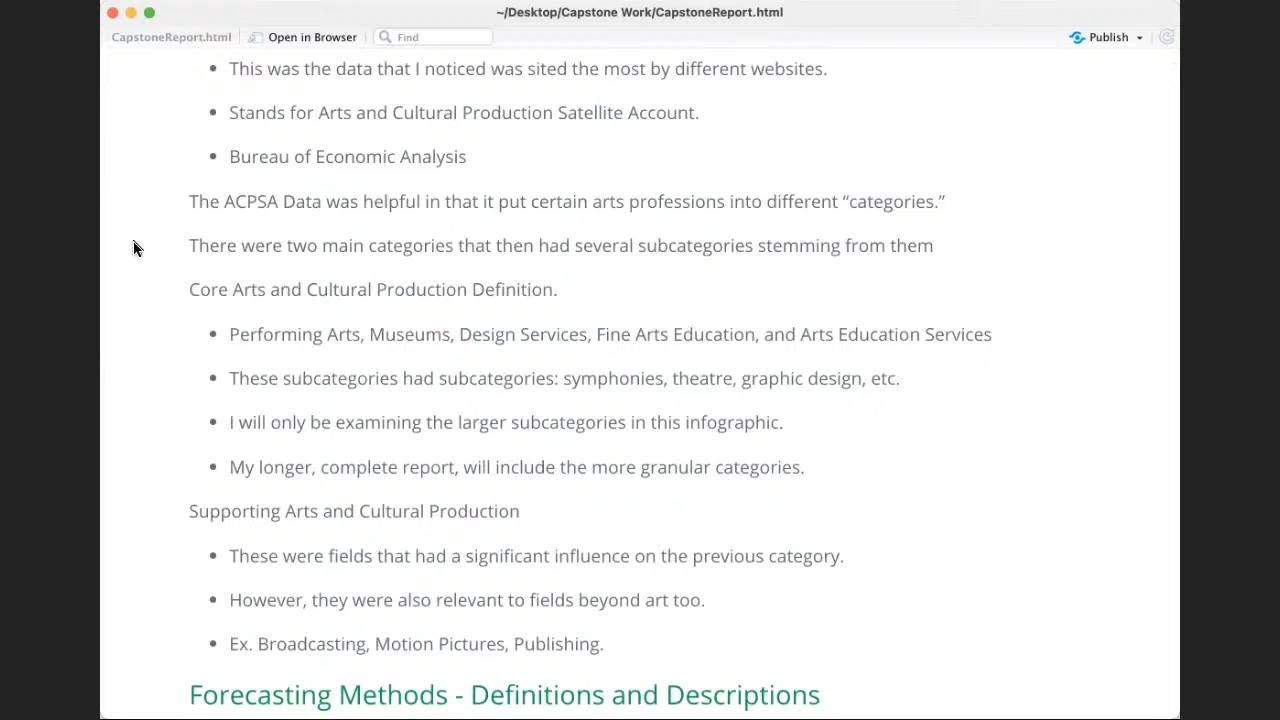 ~/Desktop/Capstone Work/CapstoneReport.html
CapstoneReport.html Open in Browser Find Publish
• This was the data that I noticed was sited the most by different websites.
• Stands for Arts and Cultural Production Satellite Account.
• Bureau of Economic Analysis
The ACPSA Data was helpful in that it put certain arts professions into different “categories.”
There were two main categories that then had several subcategories stemming from them
Core Arts and Cultural Production Definition.
• Performing Arts, Museums, Design Services, Fine Arts Education, and Arts Education Services
• These subcategories had subcategories: symphonies, theatre, graphic design, etc.
• I will only be examining the larger subcategories in this infographic.
• My longer, complete report, will include the more granular categories.
Supporting Arts and Cultural Production
• These were fields that had a significant influence on the previous category.
• However, they were also relevant to fields beyond art too.
• Ex. Broadcasting, Motion Pictures, Publishing.
Forecasting Methods - Definitions and Descriptions